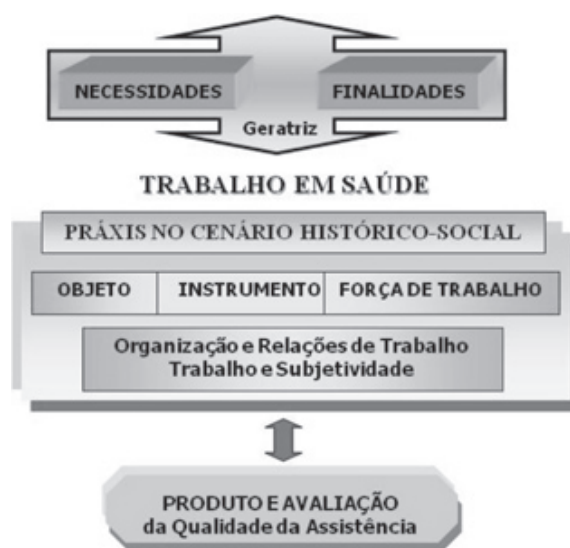 NECESSIDADES
FINALIDADES
Geratriz
TRABALHO EM SAÚDE
PRÁXIS NO CENÁRIO HISTÓRICO-SOCIAL
OBJETO
INSTRUMENTO
FORÇA DE TRABALHO
Organização e Relações de Trabalho
Trabalho e Subjetividade
PRODUTO E AVALIAÇÃO
da Qualidade da Assistência